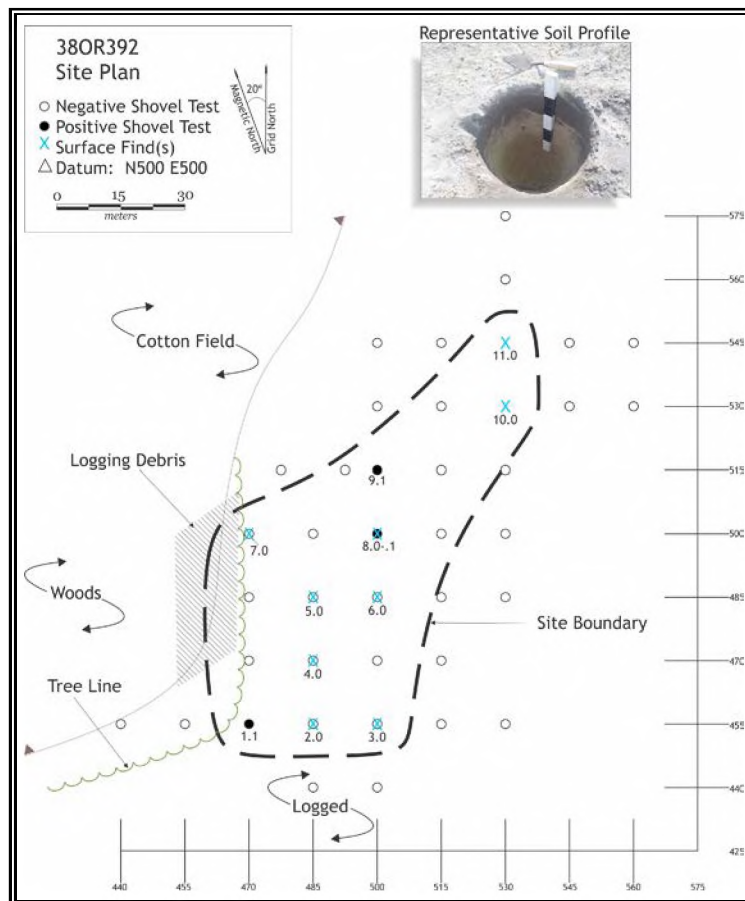 38OR392
Site Plan
20°
Magnetic North
Grid North
Negative Shovel Test
Positive Shovel Test
X Surface Find(s)
Datum: N500 E500
0 15 30
meters
Representative Soil Profile
575
560
Cotton Field
545
11.0
530
10.0
Logging Debris
515
9.1
500
7.0
8.0-.1
Woods
485
5.0
6.0
Site Boundary
470
4.0
Tree Line
455
1.1
2.0
3.0
440
Logged
425
440 455 470 485 500 515 530 545 560 575